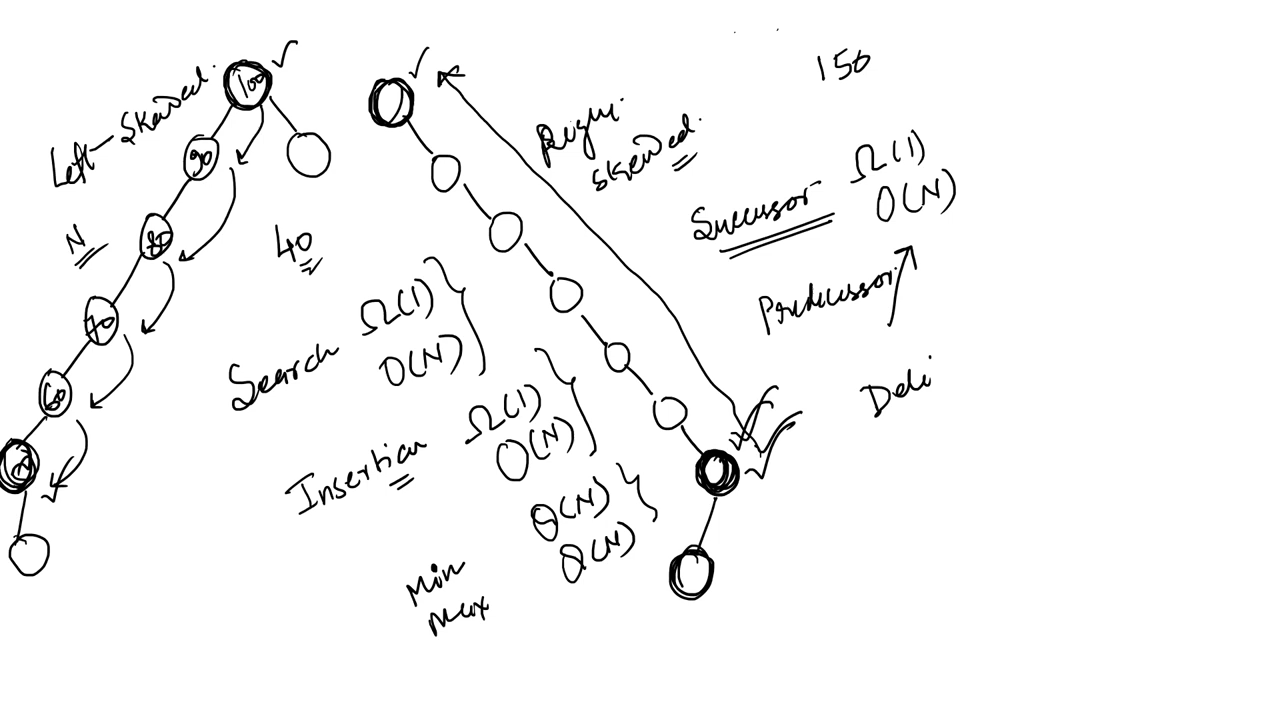 100
90
80
70
60
Left-Skewed.
N
40
Right
Skewed.
150
Successor Ω(1)
O(N)
Predecessor
Search Ω(1)
O(N)
Insertion Ω(1)
O(N)
Min θ(N)
Max θ(N)
Dele